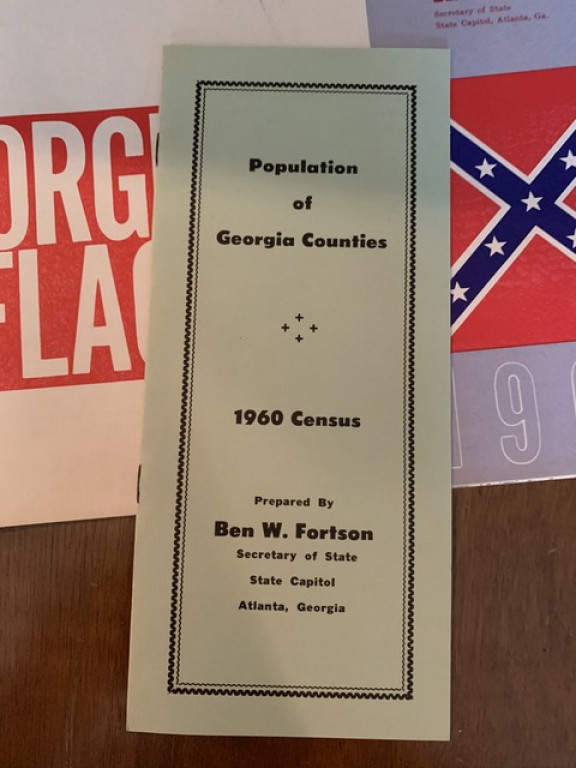 Secretary of State
State Capitol, Atlanta, Ga.
ORG
FLA
Population
of
Georgia Counties
1960 Census
Prepared By
Ben W. Fortson
Secretary of State
State Capitol
Atlanta, Georgia
19